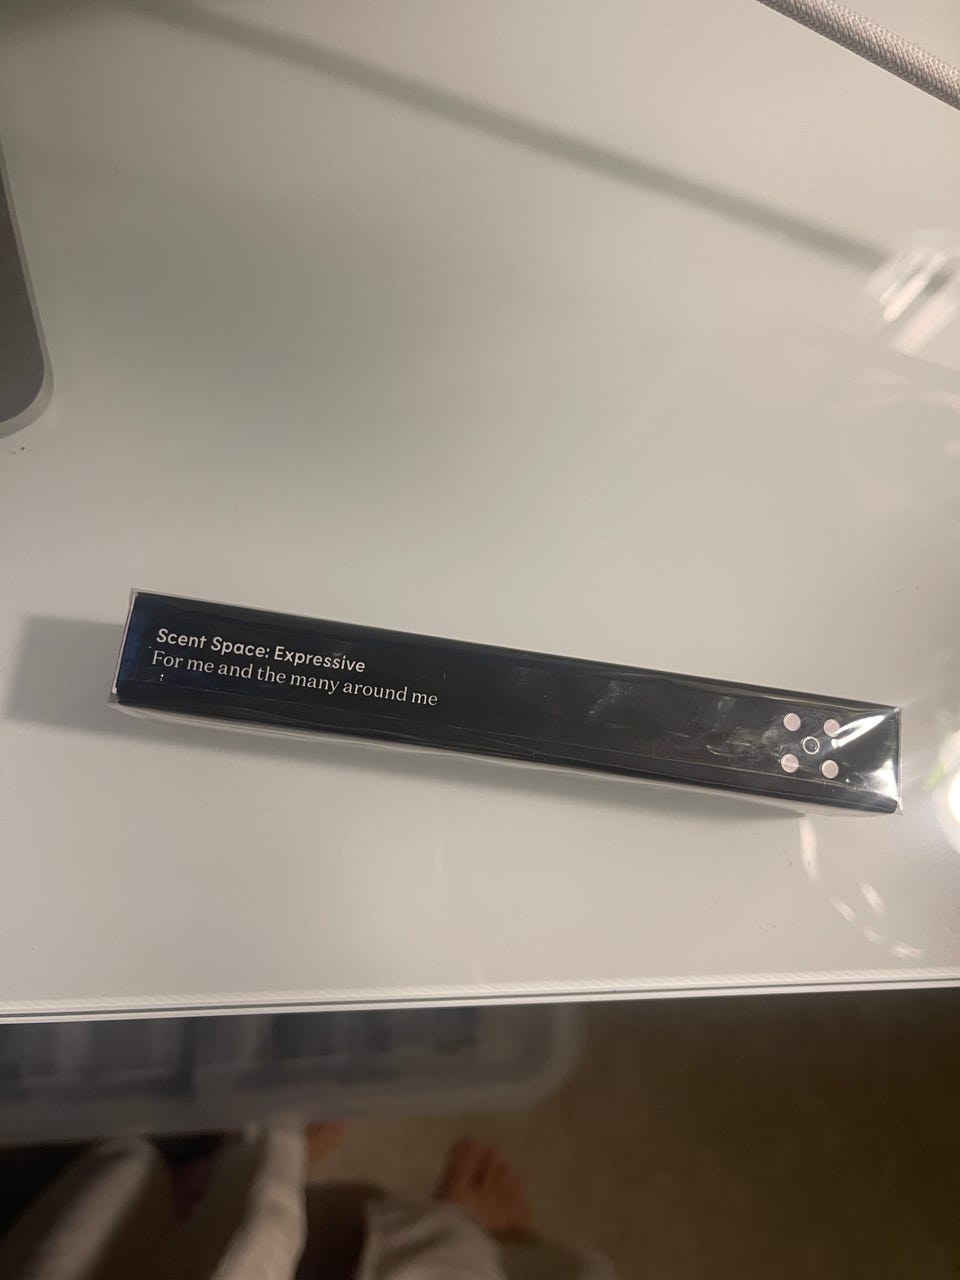 Scent Space: Expressive
For me and the many around me